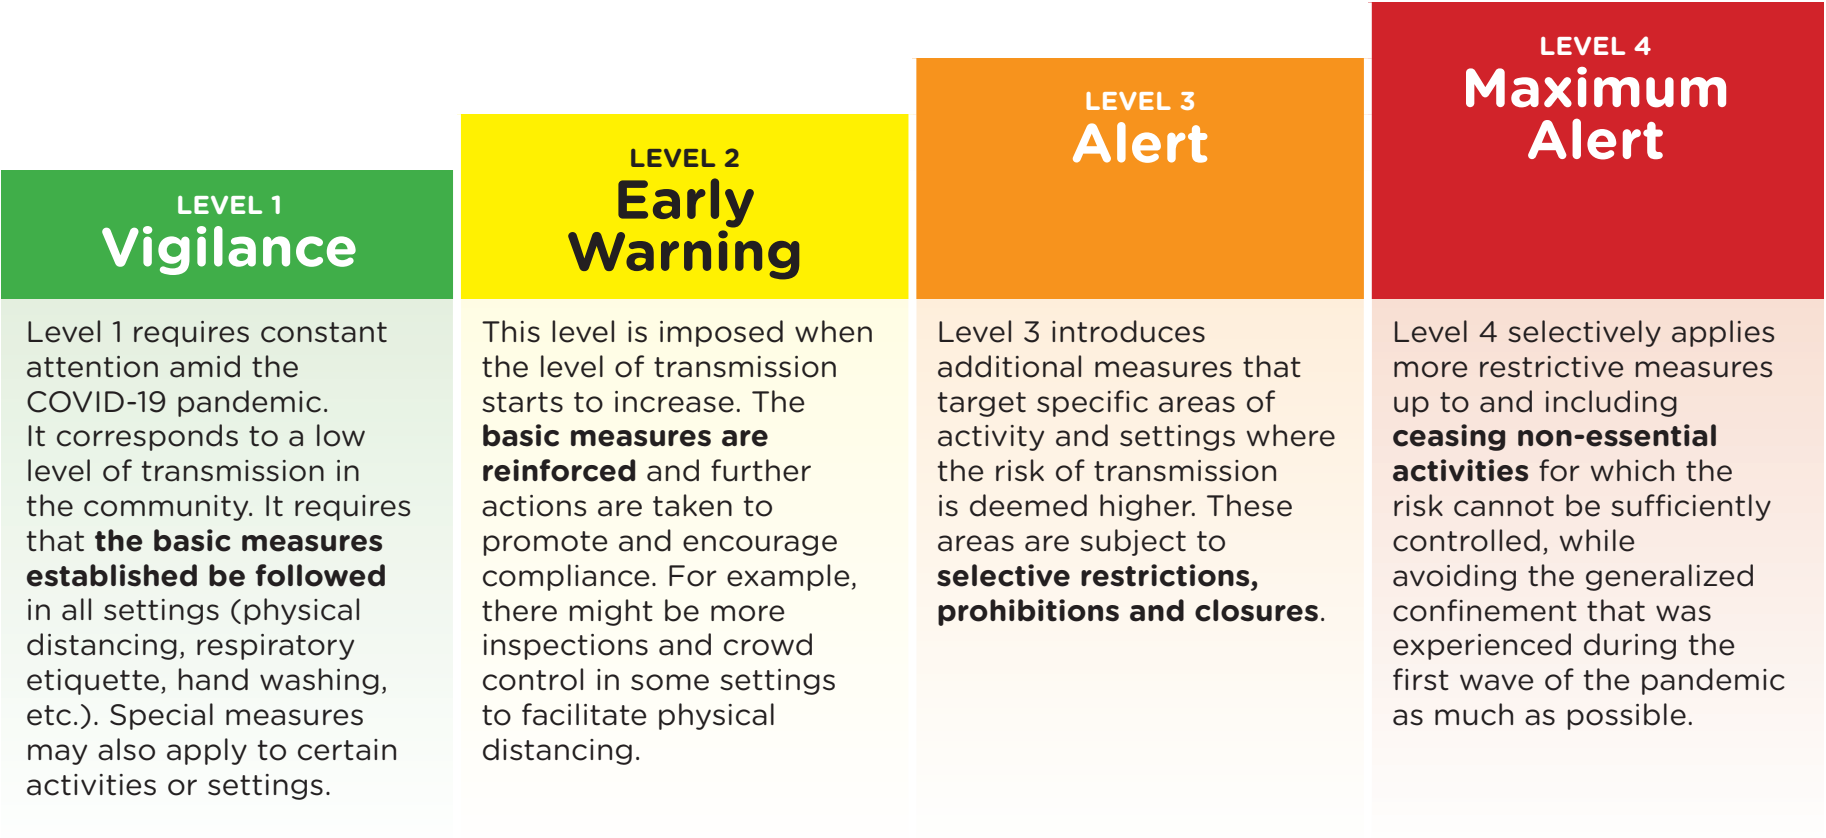 LEVEL 1
Vigilance
Level 1 requires constant
attention amid the
COVID-19 pandemic.
It corresponds to a low
level of transmission in
the community. It requires
that the basic measures
established be followed
in all settings (physical
distancing, respiratory
etiquette, hand washing,
etc.). Special measures
may also apply to certain
activities or settings.
LEVEL 2
Early
Warning
This level is imposed when
the level of transmission
starts to increase. The
basic measures are
reinforced and further
actions are taken to
promote and encourage
compliance. For example,
there might be more
inspections and crowd
control in some settings
to facilitate physical
distancing.
LEVEL 3
Alert
Level 3 introduces
additional measures that
target specific areas of
activity and settings where
the risk of transmission
is deemed higher. These
areas are subject to
selective restrictions,
prohibitions and closures.
LEVEL 4
Maximum
Alert
Level 4 selectively applies
more restrictive measures
up to and including
ceasing non-essential
activities for which the
risk cannot be sufficiently
controlled, while
avoiding the generalized
confinement that was
experienced during the
first wave of the pandemic
as much as possible.